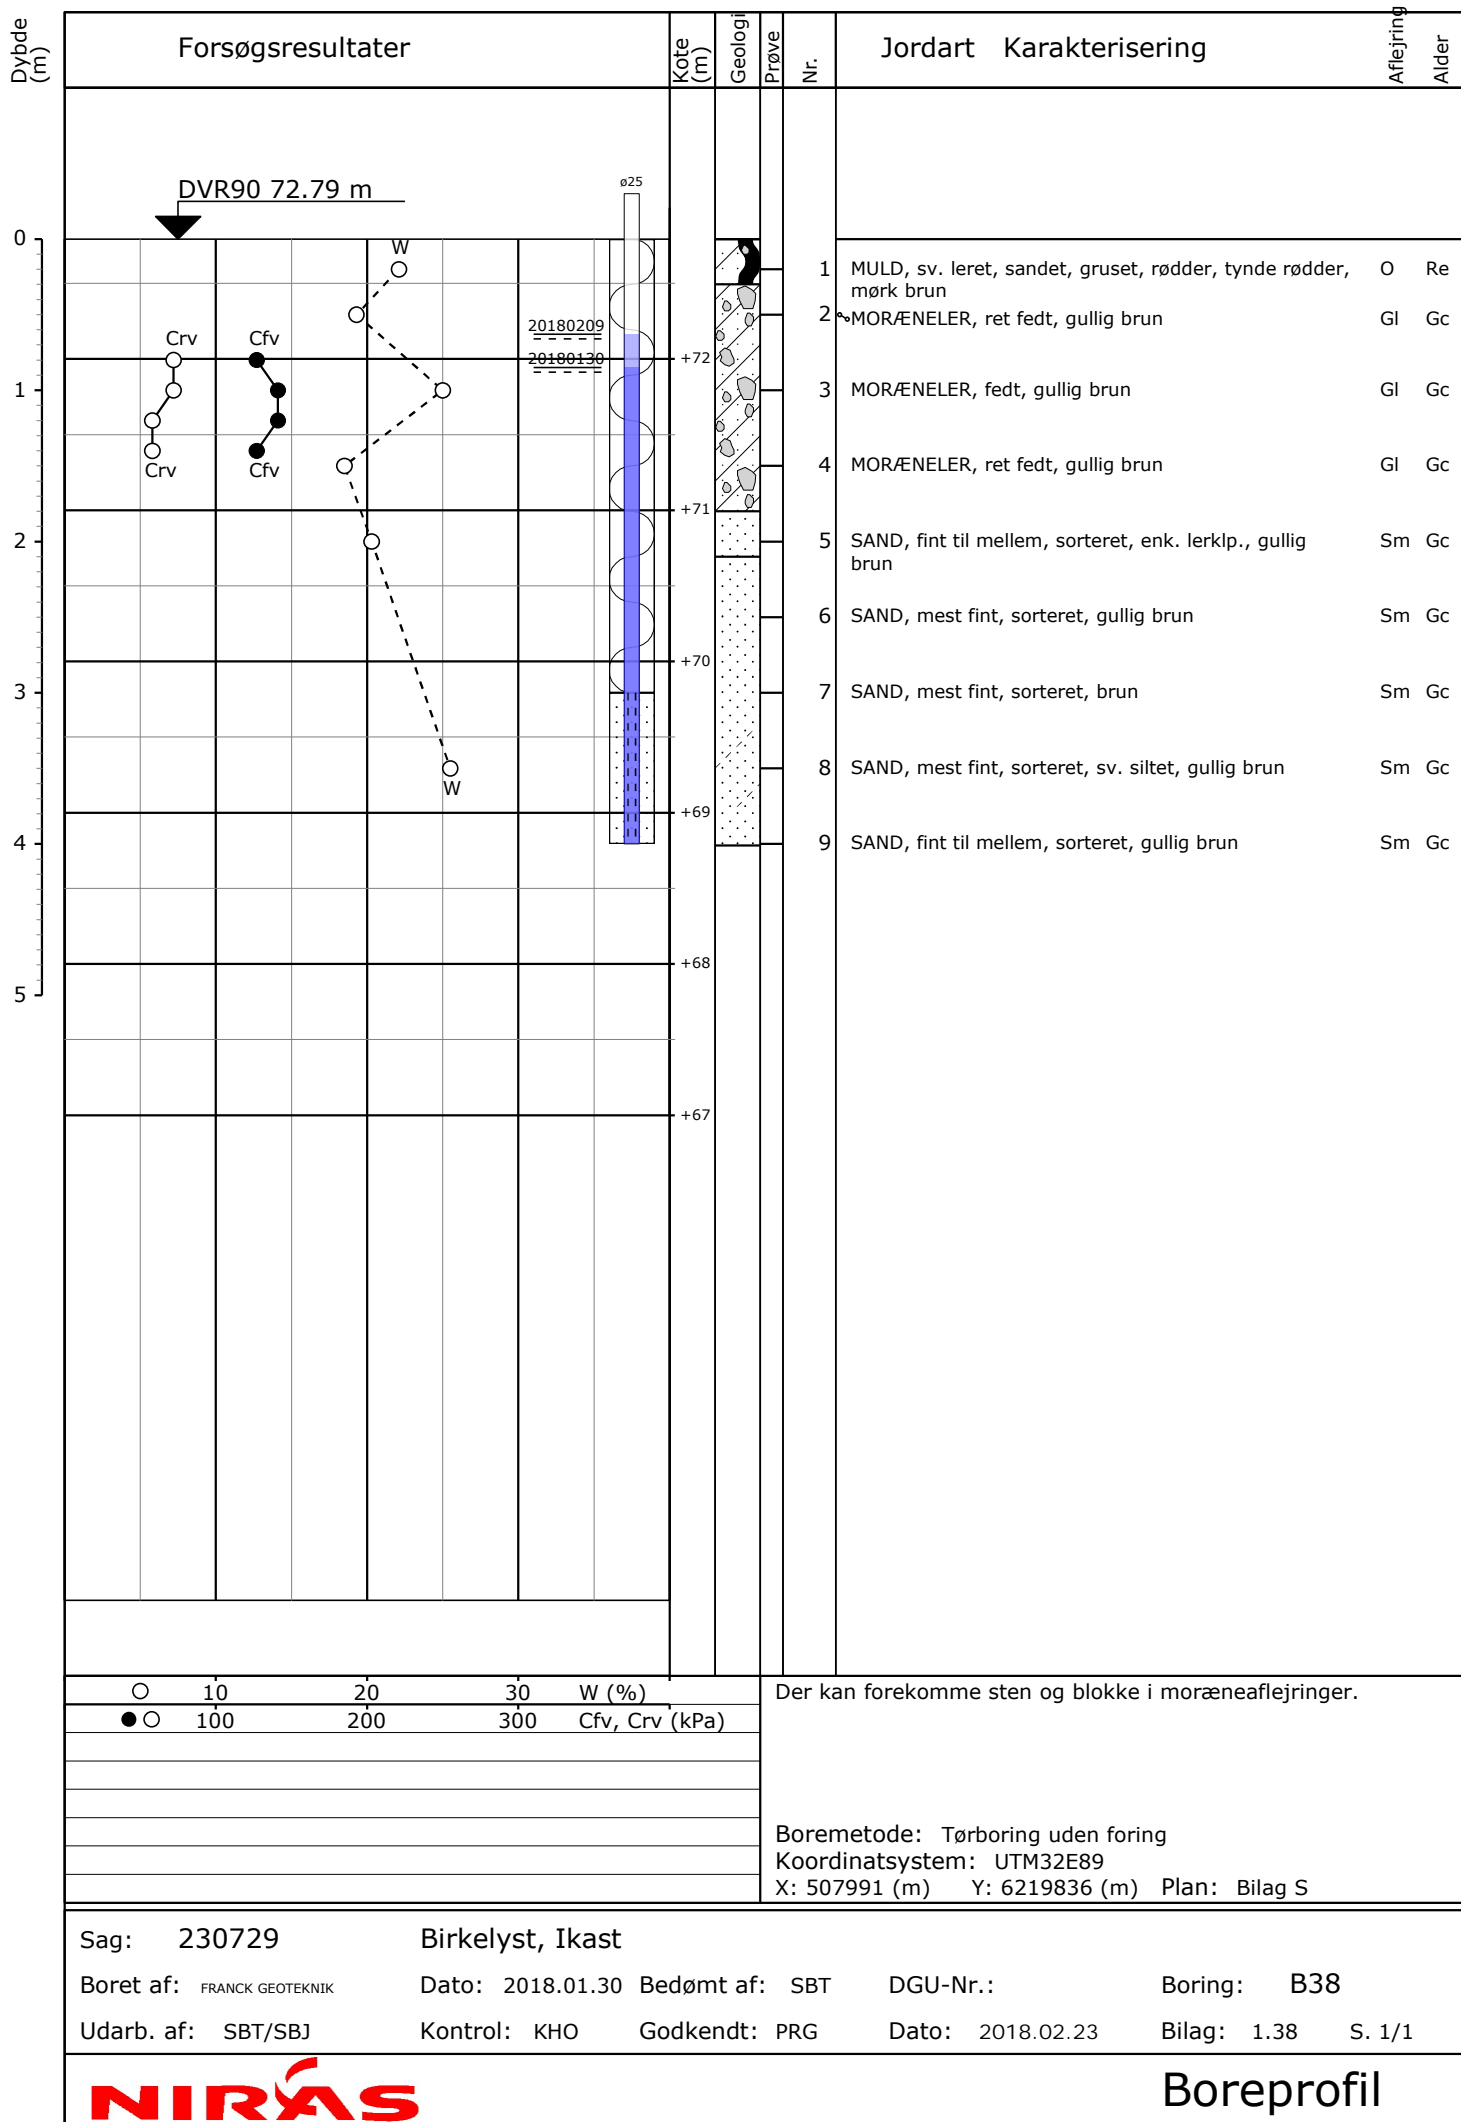 Dybde (m)
Forsøgsresultater
Kote (m)
Geologi
Prøve
Nr.
Jordart Karakterisering
Aflejring
Alder
DVR90 72.79 m
ø25
0
W
1 MULD, sv. leret, sandet, gruset, rødder, tynde rødder, O Re
mørk brun
2 MORÆNELER, ret fedt, gullig brun Gl Gc
20180209
Crv Cfv
20180130
+72
1
3 MORÆNELER, fedt, gullig brun Gl Gc
Crv Cfv
4 MORÆNELER, ret fedt, gullig brun Gl Gc
+71
2
5 SAND, fint til mellem, sorteret, enk. lerklp., gullig Sm Gc
brun
6 SAND, mest fint, sorteret, gullig brun Sm Gc
+70
3
7 SAND, mest fint, sorteret, brun Sm Gc
8 SAND, mest fint, sorteret, sv. siltet, gullig brun Sm Gc
W
+69
4
9 SAND, fint til mellem, sorteret, gullig brun Sm Gc
+68
5
+67
10 20 30 W (%)
100 200 300 Cfv, Crv (kPa)
Der kan forekomme sten og blokke i moræneaflejringer.
Boremetode: Tørboring uden foring
Koordinatsystem: UTM32E89
X: 507991 (m) Y: 6219836 (m) Plan: Bilag S
Sag: 230729 Birkelyst, Ikast
Boret af: FRANCK GEOTEKNIK Dato: 2018.01.30 Bedømt af: SBT DGU-Nr.: Boring: B38
Udarb. af: SBT/SBJ Kontrol: KHO Godkendt: PRG Dato: 2018.02.23 Bilag: 1.38 S. 1/1
NIRAS
Boreprofil